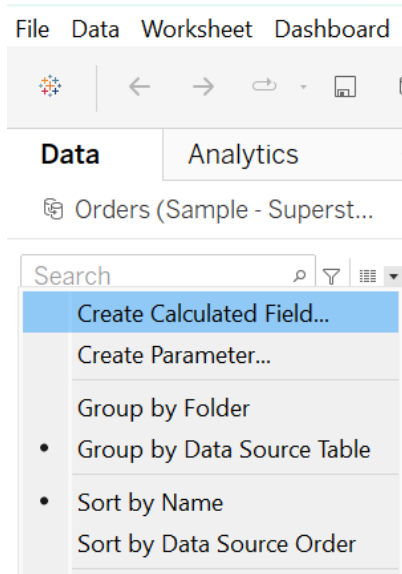 File Data Worksheet Dashboard
Data Analytics
Orders (Sample - Superst...
Search
Create Calculated Field...
Create Parameter...
Group by Folder
• Group by Data Source Table
• Sort by Name
Sort by Data Source Order